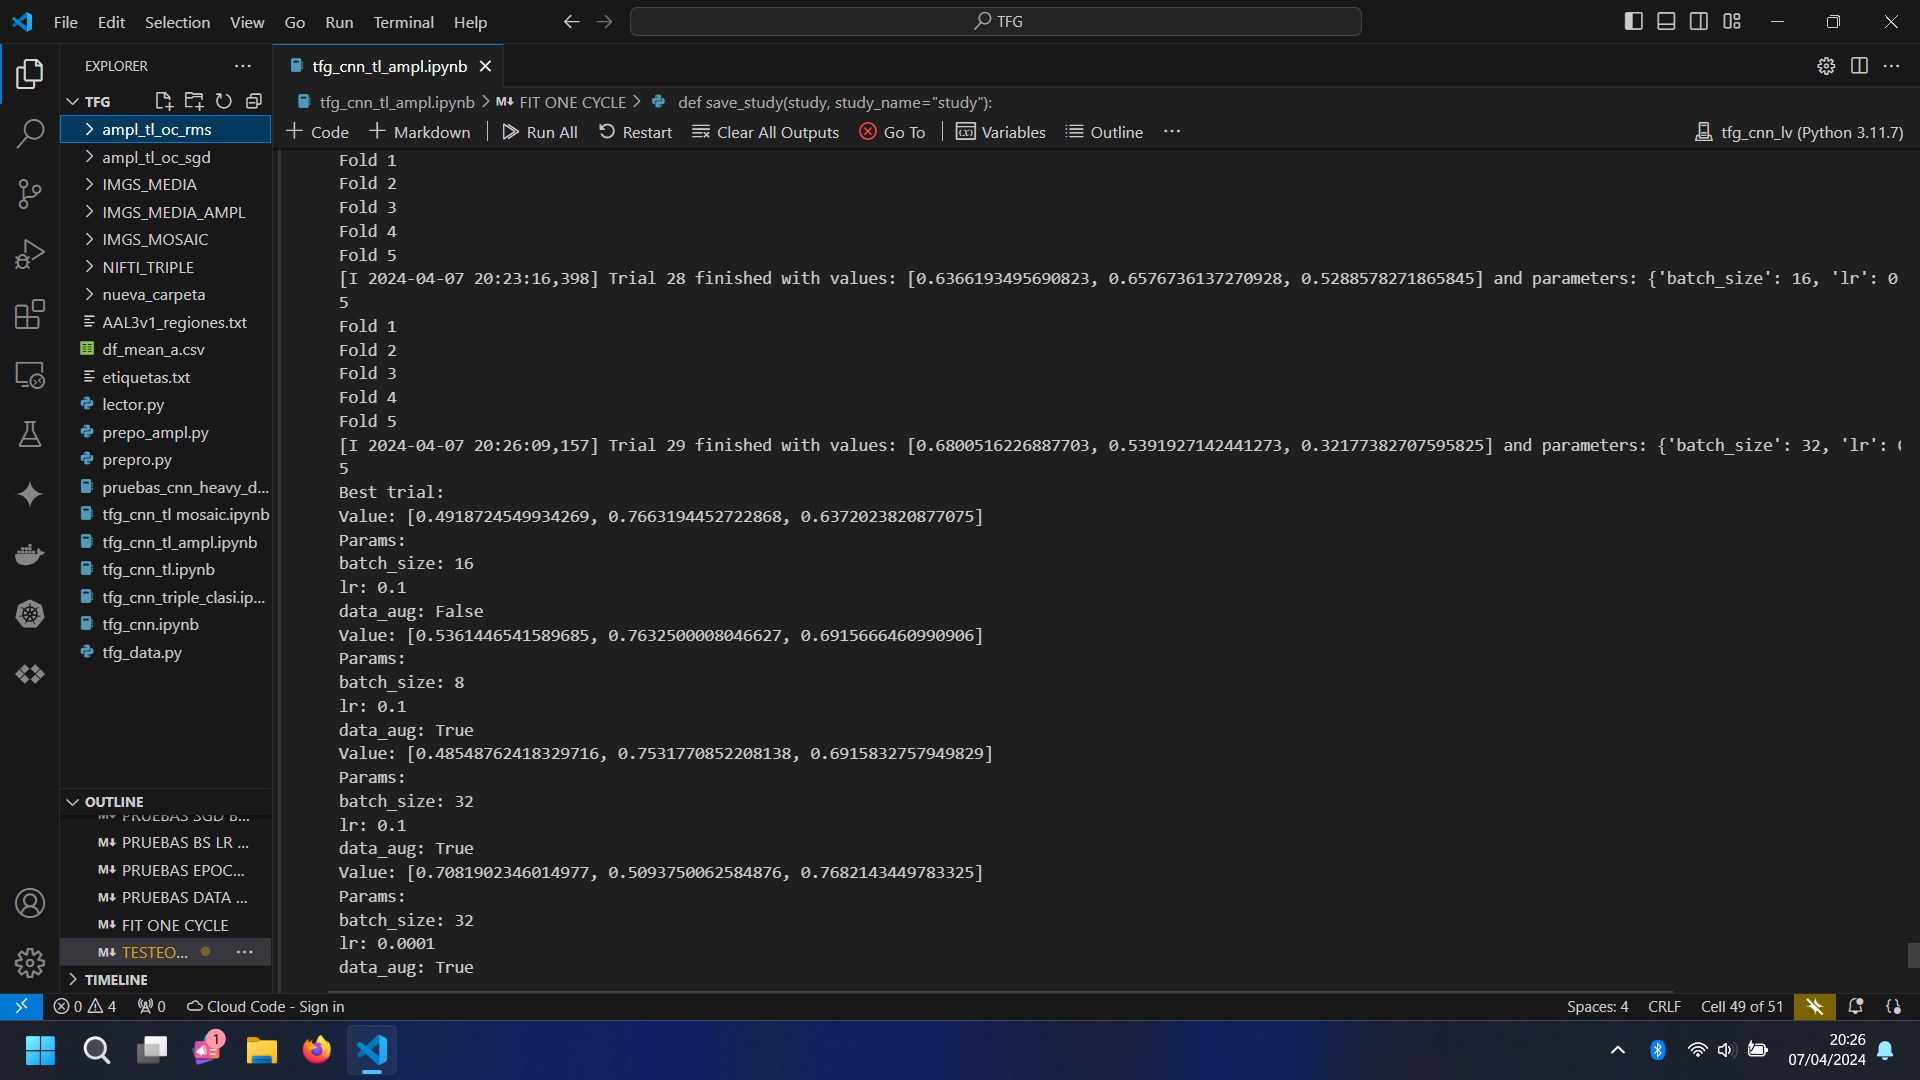 File Edit Selection View Go Run Terminal Help
TFG
EXPLORER
tfg_cnn_tl_ampl.ipynb
TFG
tfg_cnn_tl_ampl.ipynb > M↓ FIT ONE CYCLE > def save_study(study, study_name="study"):
+ Code + Markdown Run All Restart Clear All Outputs Go To Variables Outline ...
tfg_cnn_lv (Python 3.11.7)
ampl_tl_oc_rms
ampl_tl_oc_sgd
IMGS_MEDIA
IMGS_MEDIA_AMPL
IMGS_MOSAIC
NIFTI_TRIPLE
nueva_carpeta
AAL3v1_regiones.txt
df_mean_a.csv
etiquetas.txt
lector.py
prepo_ampl.py
prepro.py
pruebas_cnn_heavy_d...
tfg_cnn_tl mosaic.ipynb
tfg_cnn_tl_ampl.ipynb
tfg_cnn_tl.ipynb
tfg_cnn_triple_clasi.ip...
tfg_cnn.ipynb
tfg_data.py
OUTLINE
M↓ PRUEBAS SGD B...
M↓ PRUEBAS BS LR ...
M↓ PRUEBAS EPOC...
M↓ PRUEBAS DATA ...
M↓ FIT ONE CYCLE
M↓ TESTEO...
TIMELINE
Fold 1
Fold 2
Fold 3
Fold 4
Fold 5
[I 2024-04-07 20:23:16,398] Trial 28 finished with values: [0.6366193495690823, 0.6576736137270928, 0.5288578271865845] and parameters: {'batch_size': 16, 'lr': 0
5
Fold 1
Fold 2
Fold 3
Fold 4
Fold 5
[I 2024-04-07 20:26:09,157] Trial 29 finished with values: [0.6800516226887703, 0.5391927142441273, 0.32177382707595825] and parameters: {'batch_size': 32, 'lr':
5
Best trial:
Value: [0.4918724549934269, 0.7663194452722868, 0.6372023820877075]
Params:
batch_size: 16
lr: 0.1
data_aug: False
Value: [0.5361446541589685, 0.7632500008046627, 0.6915666460990906]
Params:
batch_size: 8
lr: 0.1
data_aug: True
Value: [0.48548762418329716, 0.7531770852208138, 0.6915832757949829]
Params:
batch_size: 32
lr: 0.1
data_aug: True
Value: [0.7081902346014977, 0.5093750062584876, 0.7682143449783325]
Params:
batch_size: 32
lr: 0.0001
data_aug: True
0 4 0 Cloud Code - Sign in
Spaces: 4 CRLF Cell 49 of 51
1
20:26
07/04/2024